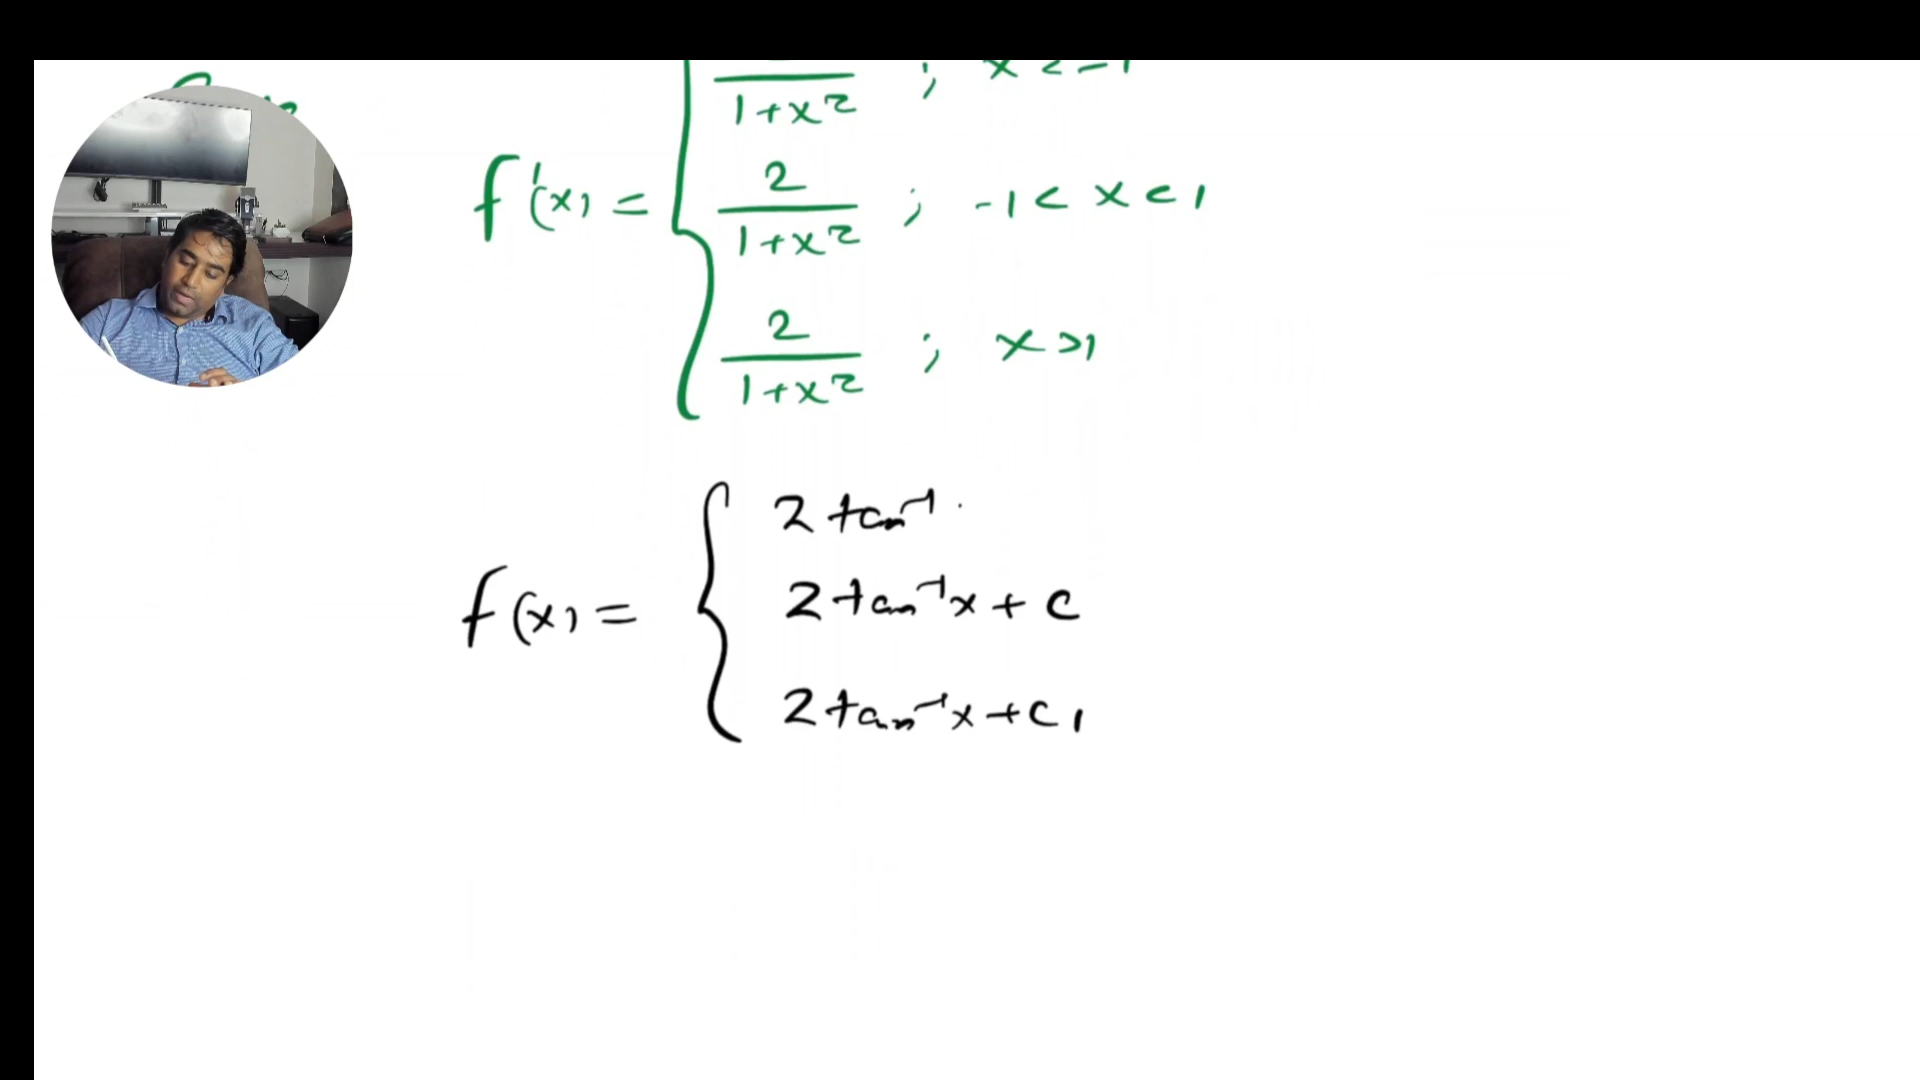 1+x² ; x < -1
f'(x) = 2/(1+x²) ; -1 < x < 1
2/(1+x²) ; x > 1
2 tan⁻¹
f(x) = 2 tan⁻¹x + c
2 tan⁻¹x + c₁